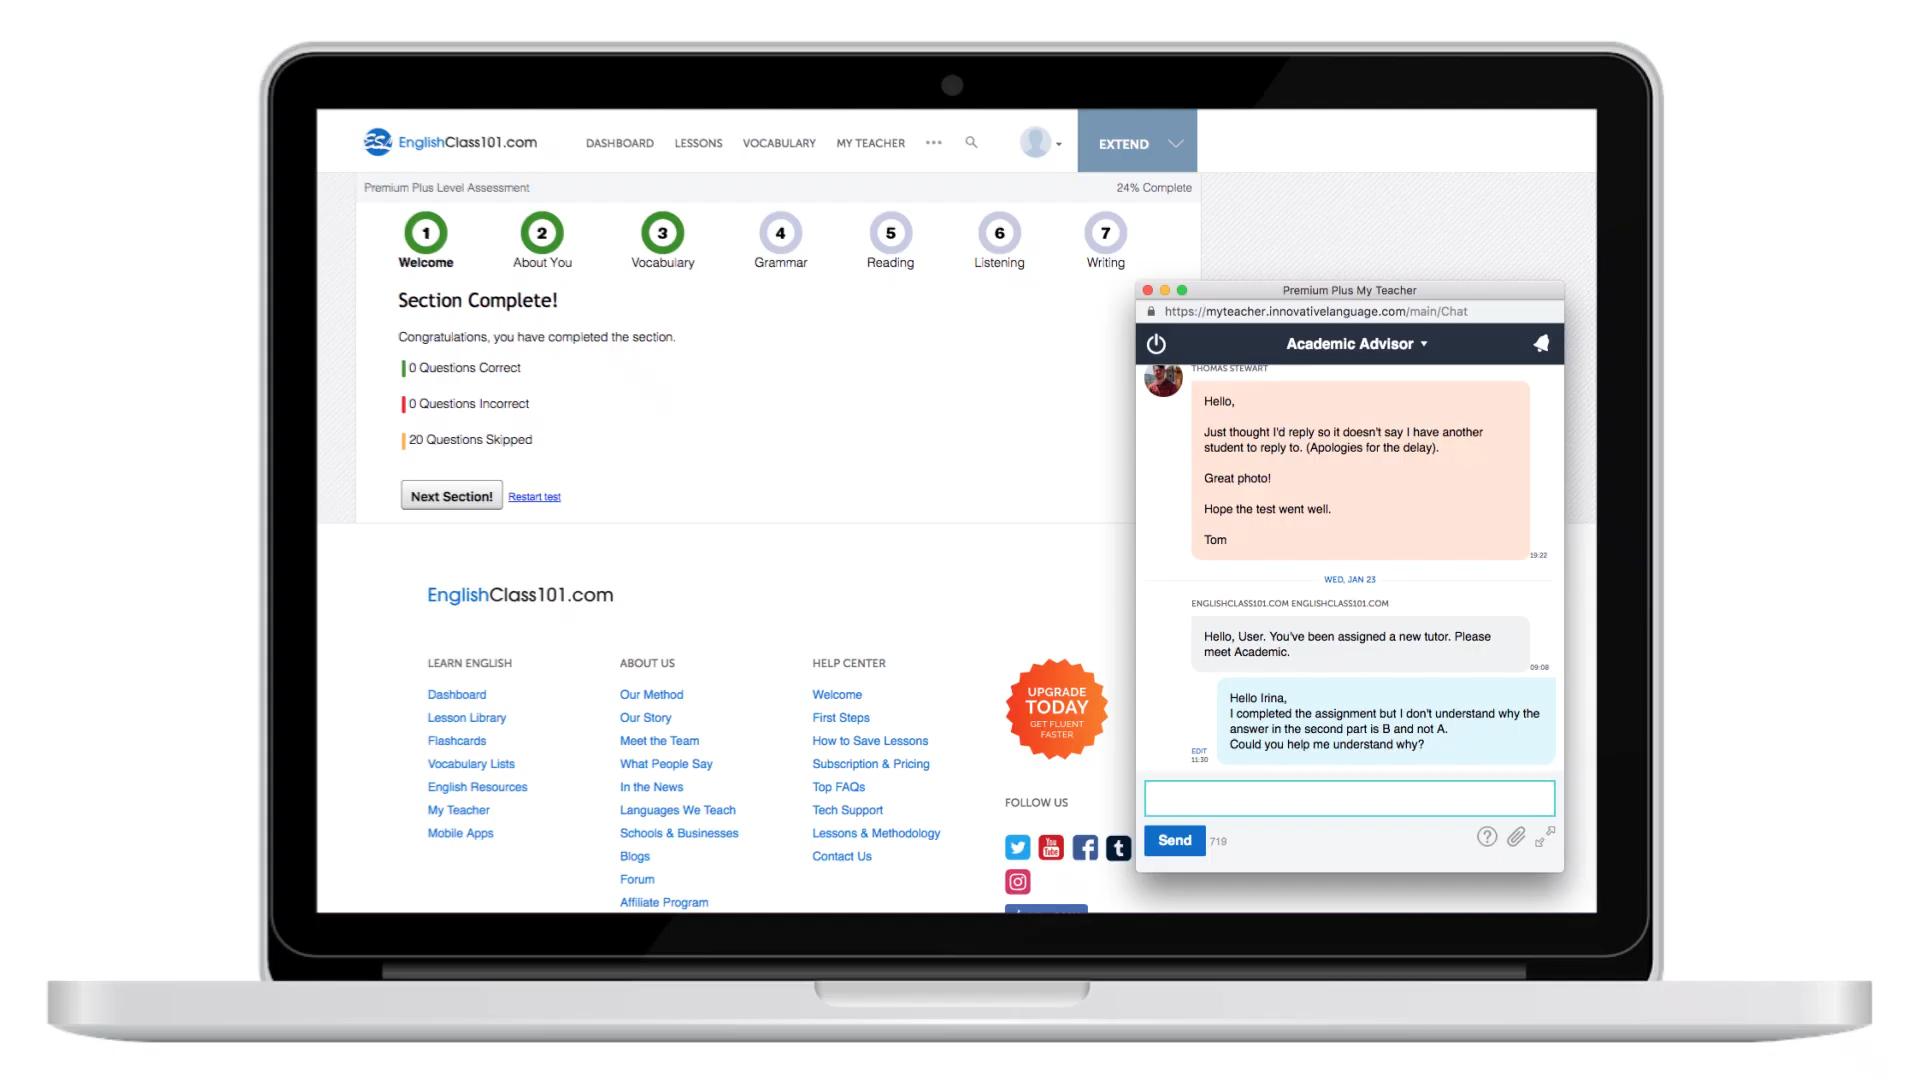 EnglishClass101.com
DASHBOARD LESSONS VOCABULARY MY TEACHER
EXTEND
Premium Plus Level Assessment
24% Complete
1 2 3 4 5 6 7
Welcome About You Vocabulary Grammar Reading Listening Writing
Section Complete!
Congratulations, you have completed the section.
0 Questions Correct
0 Questions Incorrect
20 Questions Skipped
Next Section! Restart test
EnglishClass101.com
LEARN ENGLISH
Dashboard
Lesson Library
Flashcards
Vocabulary Lists
English Resources
My Teacher
Mobile Apps
ABOUT US
Our Method
Our Story
Meet the Team
What People Say
In the News
Languages We Teach
Schools & Businesses
Blogs
Forum
Affiliate Program
HELP CENTER
Welcome
First Steps
How to Save Lessons
Subscription & Pricing
Top FAQs
Tech Support
Lessons & Methodology
Contact Us
UPGRADE
TODAY
GET FLUENT
FASTER
FOLLOW US
You
Tube
Premium Plus My Teacher
https://myteacher.innovativelanguage.com/main/Chat
Academic Advisor
THOMAS STEWART
Hello,
Just thought I'd reply so it doesn't say I have another
student to reply to. (Apologies for the delay).
Great photo!
Hope the test went well.
Tom
19:22
WED, JAN 23
ENGLISHCLASS101.COM ENGLISHCLASS101.COM
Hello, User. You've been assigned a new tutor. Please
meet Academic.
09:08
Hello Irina,
I completed the assignment but I don't understand why the
answer in the second part is B and not A.
Could you help me understand why?
EDIT
11:30
Send 719